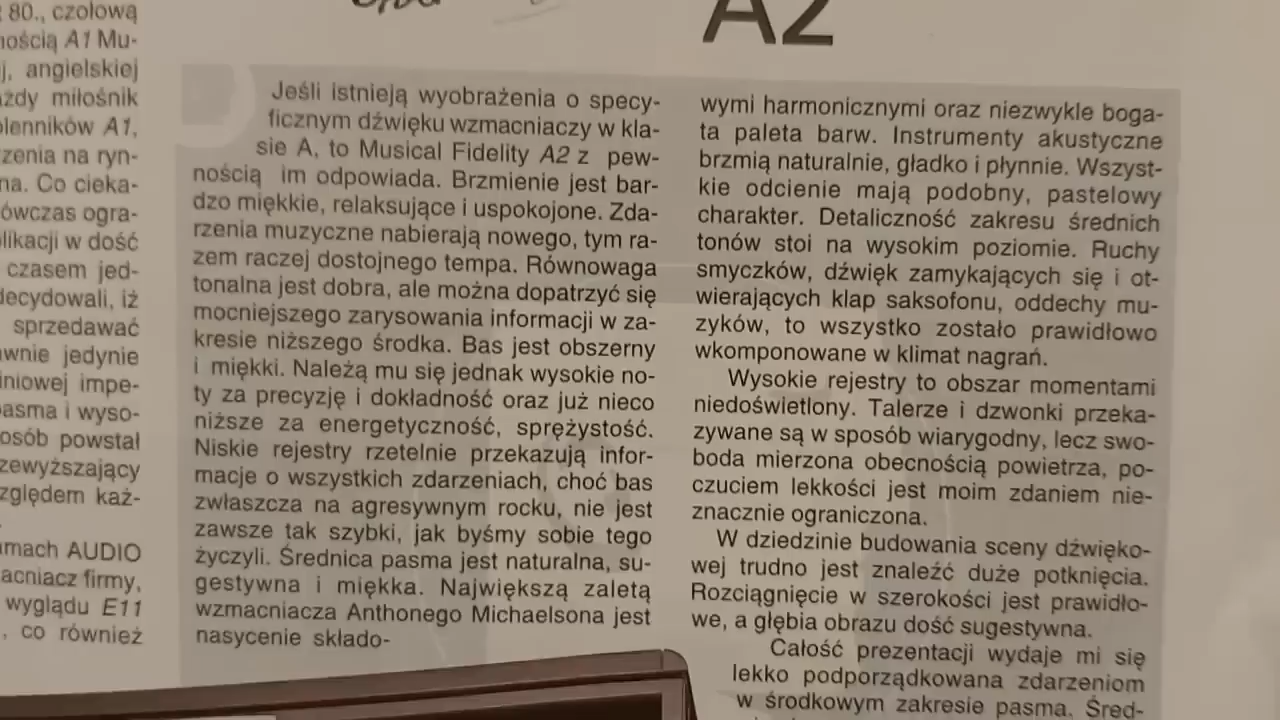 80., czołową
A1 Mu-
angielskiej
miłośnik
A1,
na ryn-
Co cieka-
ówczas ogra-
w dość
czasem jed-
iż
sprzedawać
jedynie
impe-
i wyso-
osób powstał
każ-
AUDIO
firmy,
wyglądu E11
, co również
A2
Jeśli istnieją wyobrażenia o specy-
ficznym dźwięku wzmacniaczy w kla-
sie A, to Musical Fidelity A2 z pew-
nością im odpowiada. Brzmienie jest bar-
dzo miękkie, relaksujące i uspokojone. Zda-
rzenia muzyczne nabierają nowego, tym ra-
zem raczej dostojnego tempa. Równowaga
tonalna jest dobra, ale można dopatrzyć się
mocniejszego zarysowania informacji w za-
kresie niższego środka. Bas jest obszerny
i miękki. Należą mu się jednak wysokie no-
ty za precyzję i dokładność oraz już nieco
niższe za energetyczność, sprężystość.
Niskie rejestry rzetelnie przekazują infor-
macje o wszystkich zdarzeniach, choć bas
zwłaszcza na agresywnym rocku, nie jest
zawsze tak szybki, jak byśmy sobie tego
życzyli. Średnica pasma jest naturalna, su-
gestywna i miękka. Największą zaletą
wzmacniacza Anthonego Michaelsona jest
nasycenie składo-
wymi harmonicznymi oraz niezwykle boga-
ta paleta barw. Instrumenty akustyczne
brzmią naturalnie, gładko i płynnie. Wszyst-
kie odcienie mają podobny, pastelowy
charakter. Detaliczność zakresu średnich
tonów stoi na wysokim poziomie. Ruchy
smyczków, dźwięk zamykających się i ot-
wierających klap saksofonu, oddechy mu-
zyków, to wszystko zostało prawidłowo
wkomponowane w klimat nagrań.
Wysokie rejestry to obszar momentami
niedoświetlony. Talerze i dzwonki przeka-
zywane są w sposób wiarygodny, lecz swo-
boda mierzona obecnością powietrza, po-
czuciem lekkości jest moim zdaniem nie-
znacznie ograniczona.
W dziedzinie budowania sceny dźwięko-
wej trudno jest znaleźć duże potknięcia.
Rozciągnięcie w szerokości jest prawidło-
we, a głębia obrazu dość sugestywna.
Całość prezentacji wydaje mi się
lekko podporządkowana zdarzeniom
w środkowym zakresie pasma. Śred-